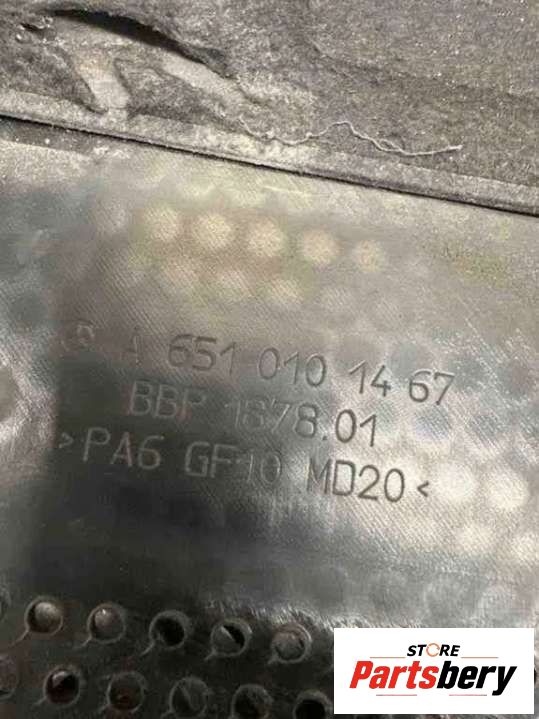 A 651 010 14 67
BBP 1878.01
>PA6 GF10 MD20<
STORE
Partsbery